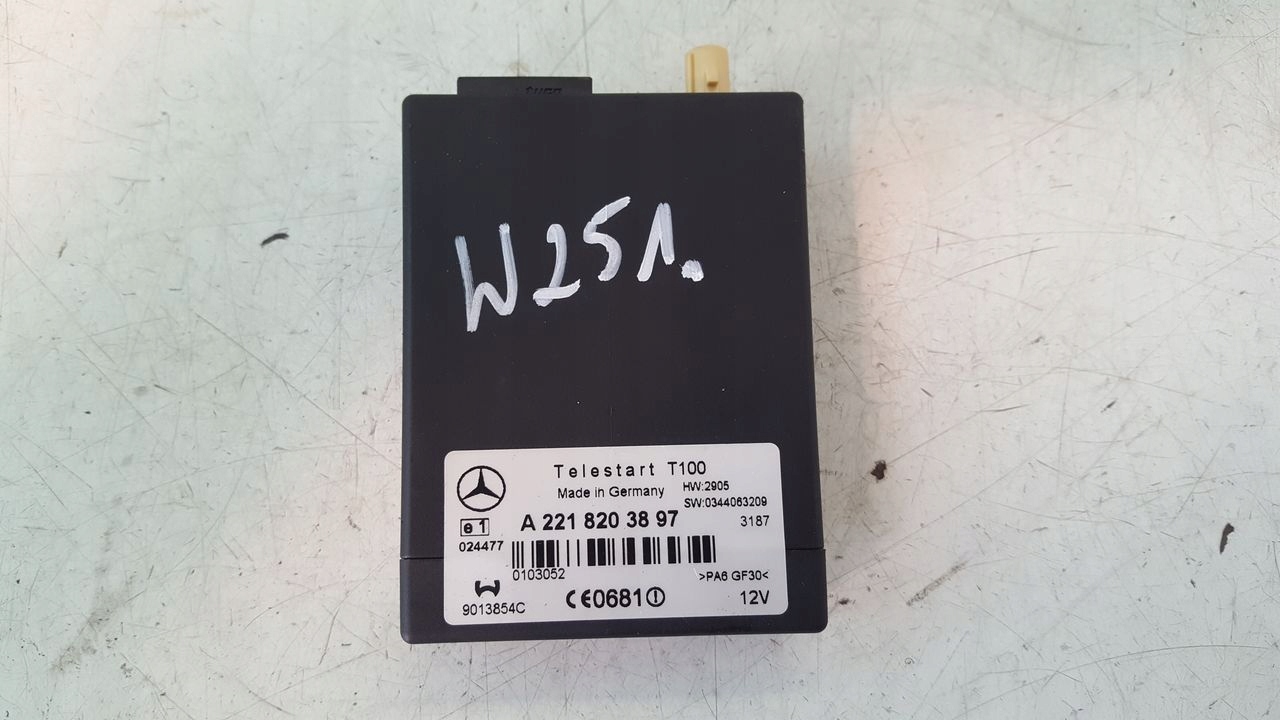 W251.
Telestart T100
Made in Germany HW:2905
SW:0344063209
e1 A 221 820 38 97 3187
024477
0103052 >PA6 GF30<
9013854C CE0681 12V